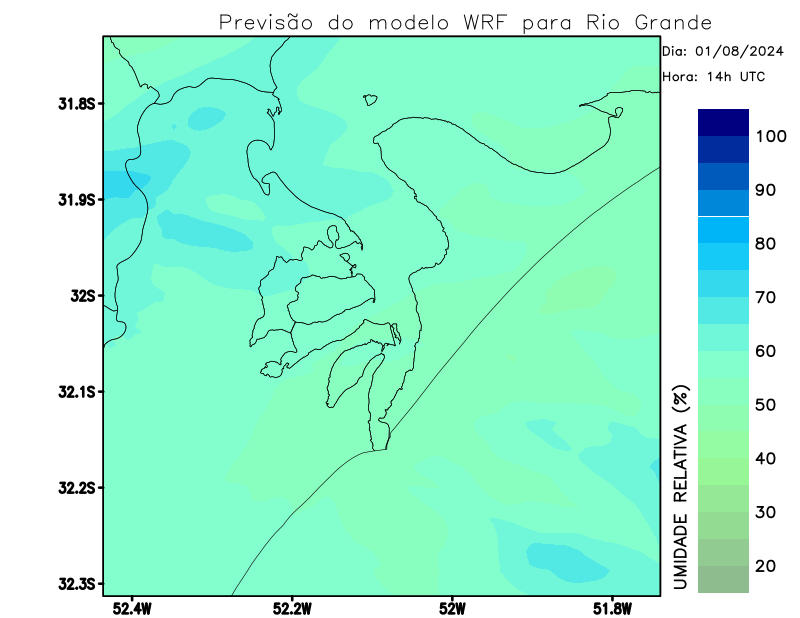 Previsão do modelo WRF para Rio Grande
Dia: 01/08/2024
Hora: 14h UTC
31.8S
31.9S
32S
32.1S
32.2S
32.3S
52.4W
52.2W
52W
51.8W
100
90
80
70
60
50
40
30
20
UMIDADE RELATIVA (%)